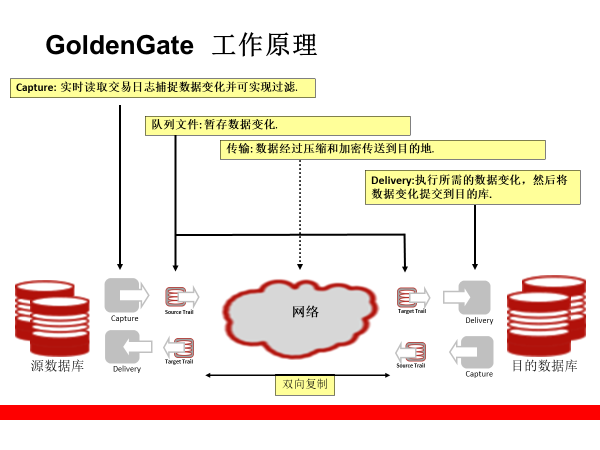 GoldenGate 工作原理
Capture: 实时读取交易日志捕捉数据变化并可实现过滤.
队列文件: 暂存数据变化.
传输: 数据经过压缩和加密传送到目的地.
Delivery:执行所需的数据变化，然后将
数据变化提交到目的库.
Capture
Source Trail
网络
Target Trail
Delivery
源数据库
Delivery
Target Trail
Source Trail
Capture
目的数据库
双向复制